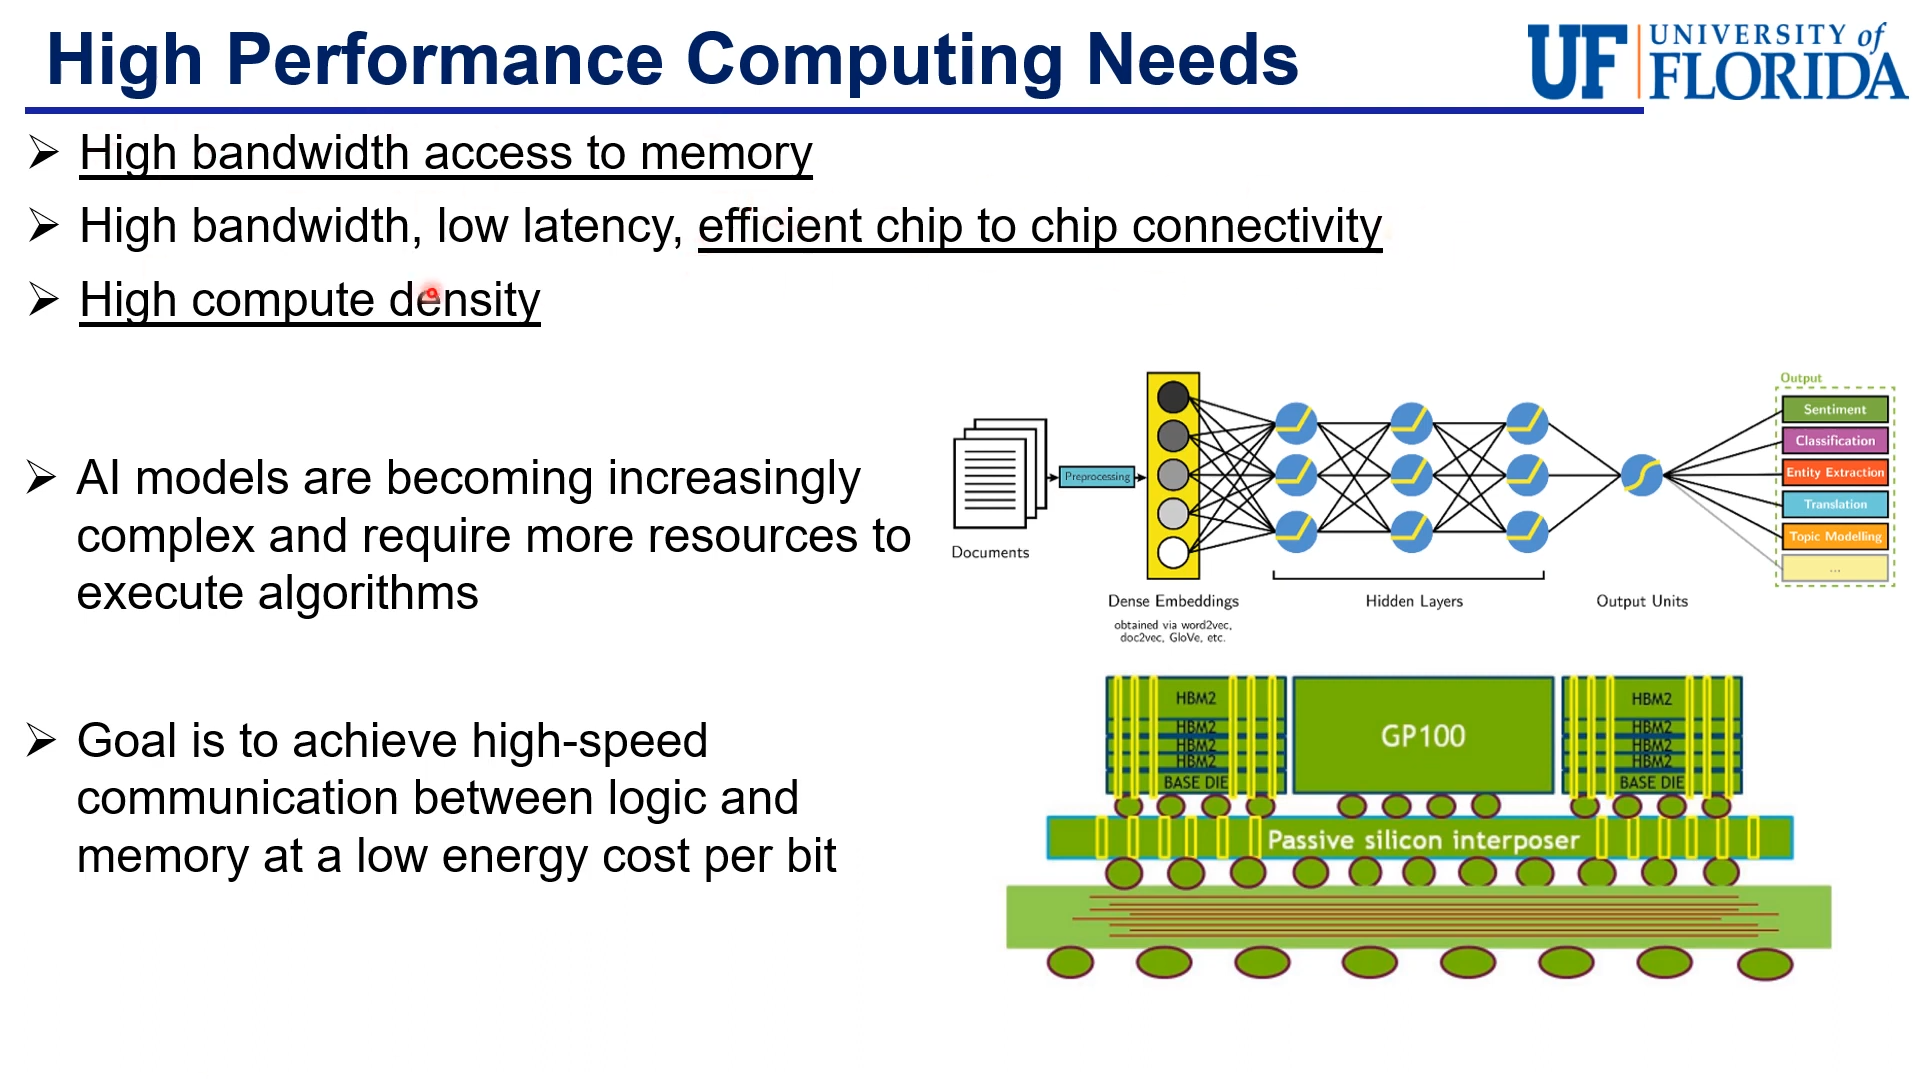 High Performance Computing Needs
UF UNIVERSITY of
FLORIDA
High bandwidth access to memory
High bandwidth, low latency, efficient chip to chip connectivity
High compute density
AI models are becoming increasingly
complex and require more resources to
execute algorithms
Goal is to achieve high-speed
communication between logic and
memory at a low energy cost per bit
Documents
Preprocessing
Dense Embeddings
obtained via word2vec,
doc2vec, GloVe, etc.
Hidden Layers
Output Units
Output
Sentiment
Classification
Entity Extraction
Translation
Topic Modelling
...
HBM2
HBM2
HBM2
HBM2
BASE DIE
GP100
HBM2
HBM2
HBM2
HBM2
BASE DIE
Passive silicon interposer